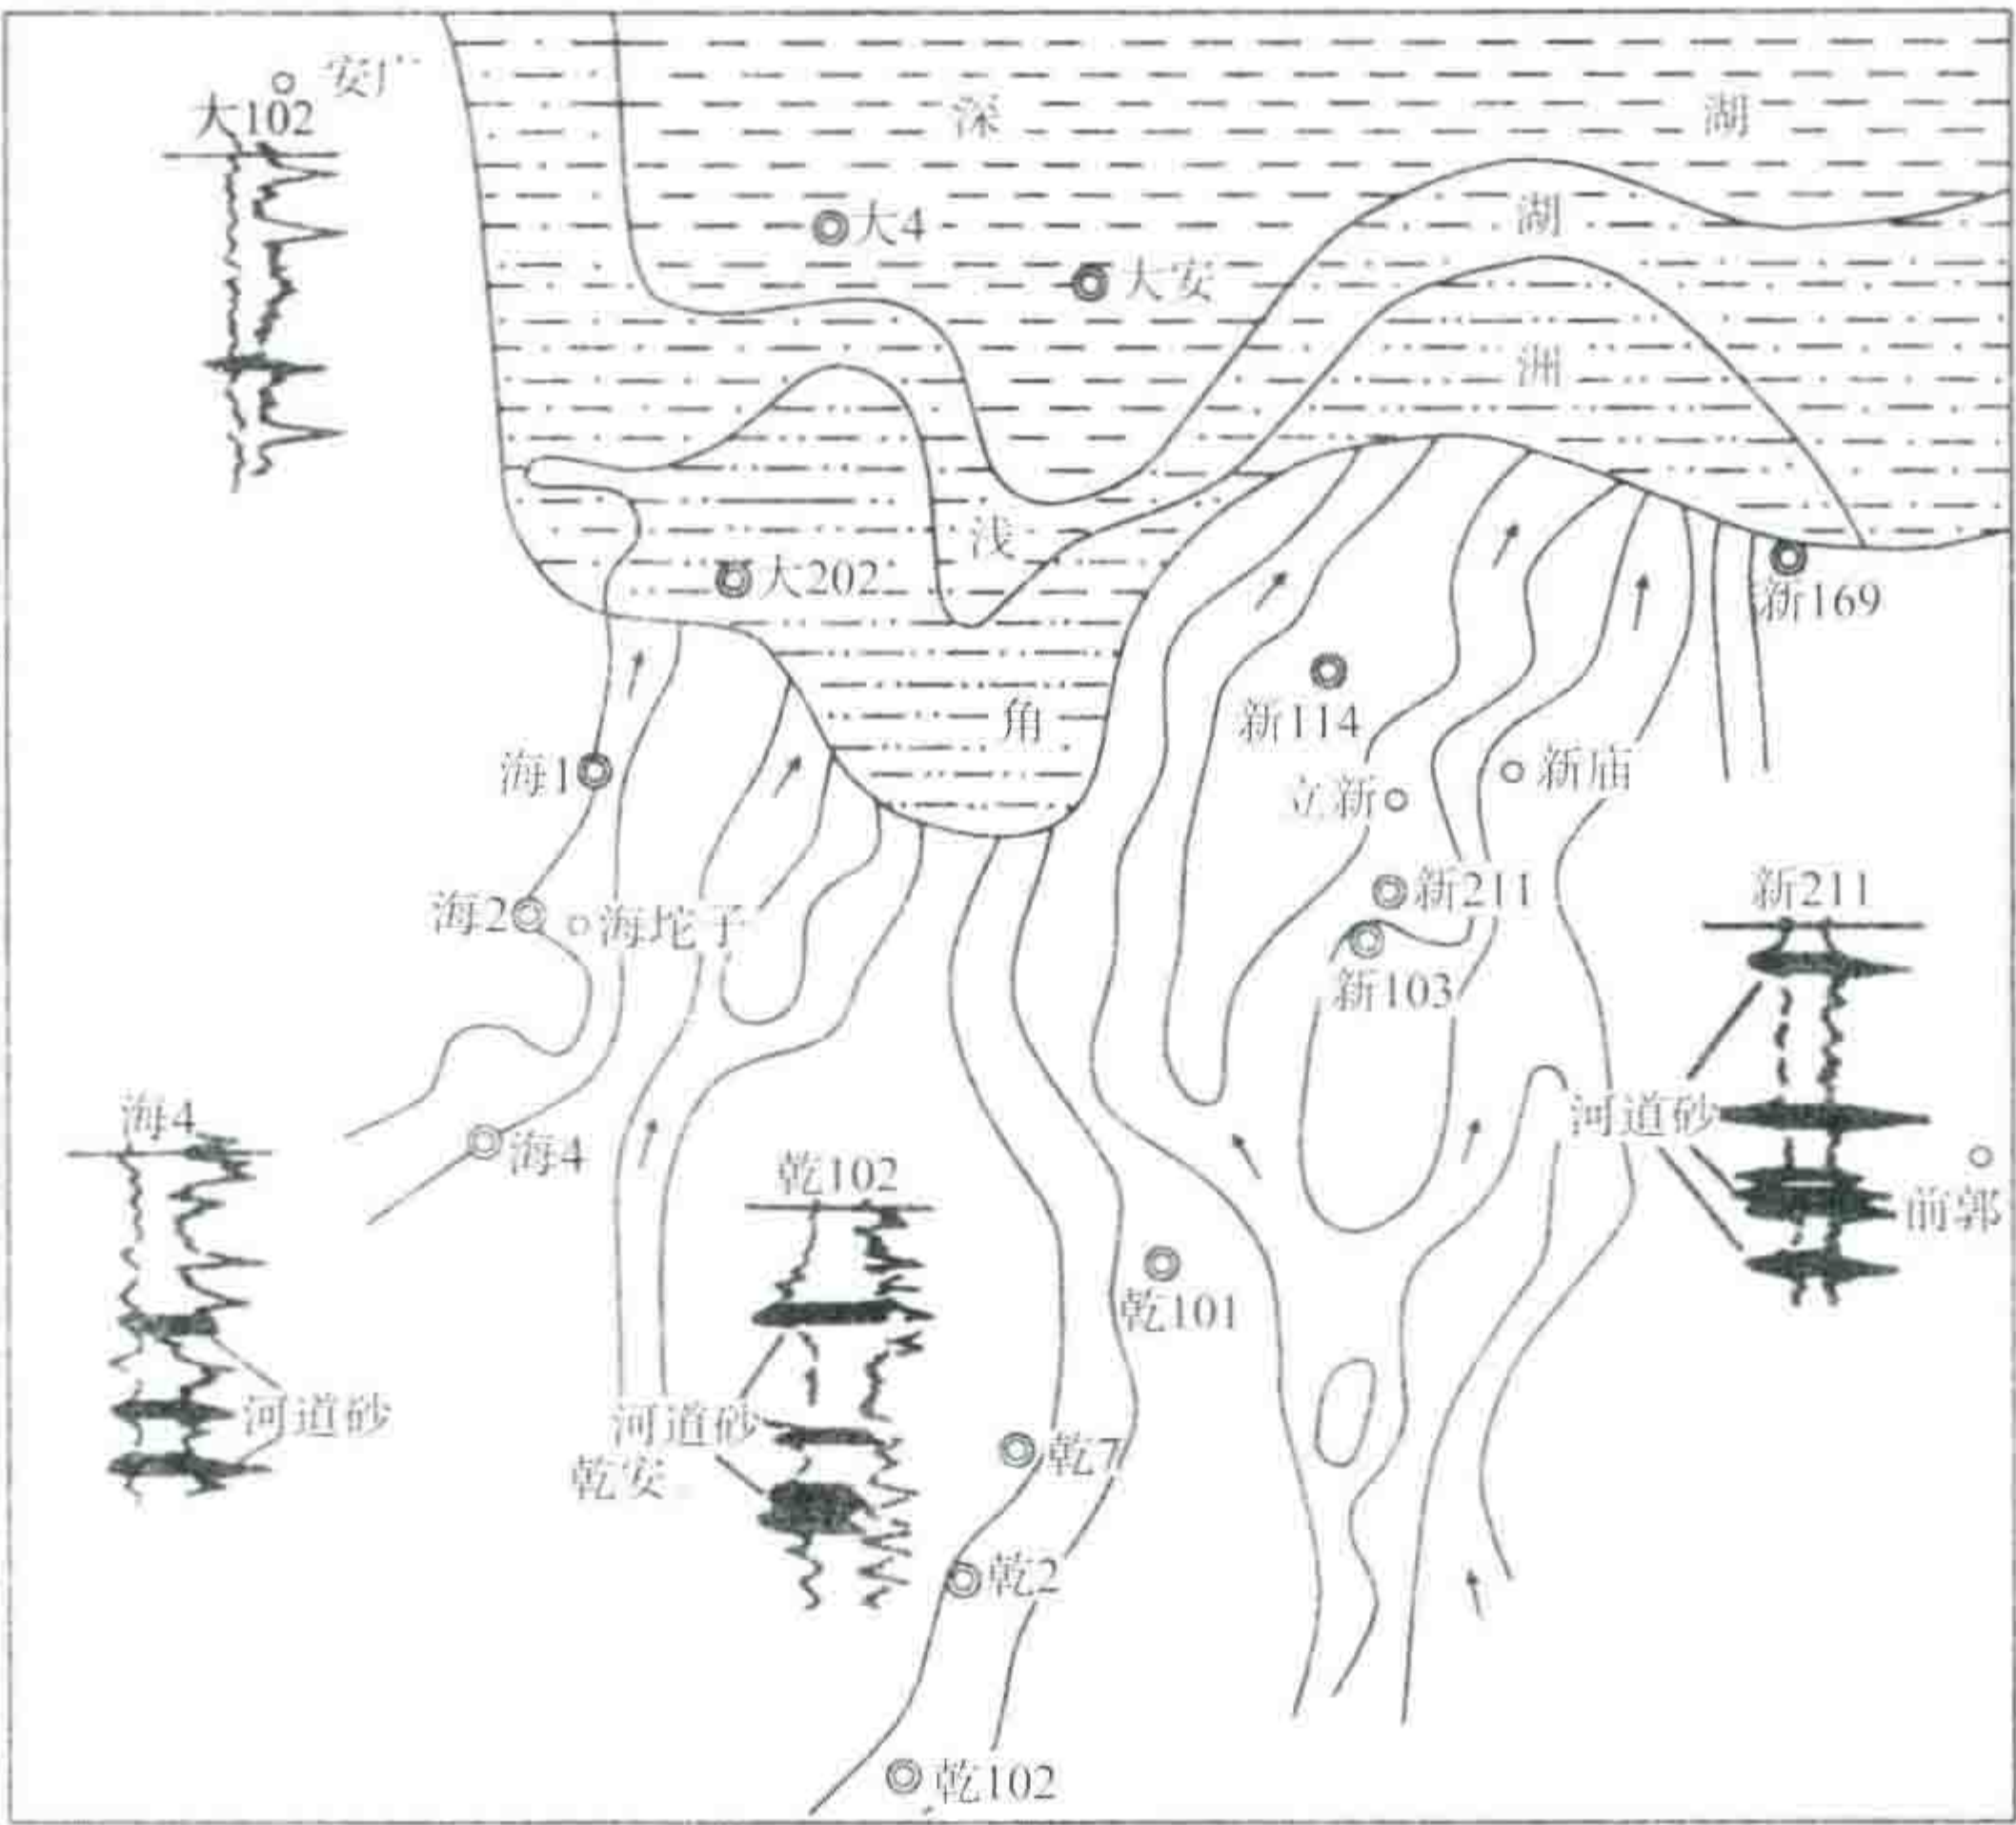 安广
大102
深
湖
大4
湖
大安
洲
浅
大202
新169
角
新114
海1
新庙
立新
海2
海坨子
新211
新211
新103
海4
海4
河道砂
乾102
前郭
乾101
河道砂
河道砂
乾7
乾安
乾2
乾102